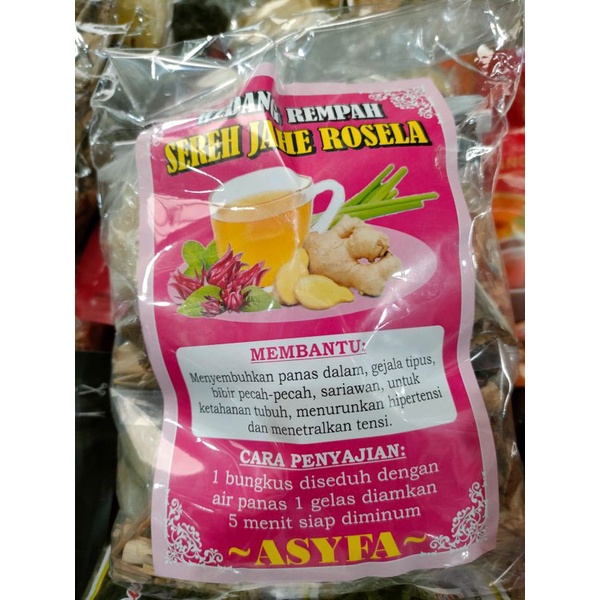 WEDANG REMPAH
SEREH JAHE ROSELA
MEMBANTU:
Menyembuhkan panas dalam, gejala tipus,
bibir pecah-pecah, sariawan, untuk
ketahanan tubuh, menurunkan hipertensi
dan menetralkan tensi.
CARA PENYAJIAN:
1 bungkus diseduh dengan
air panas 1 gelas diamkan
5 menit siap diminum
~ASYFA~